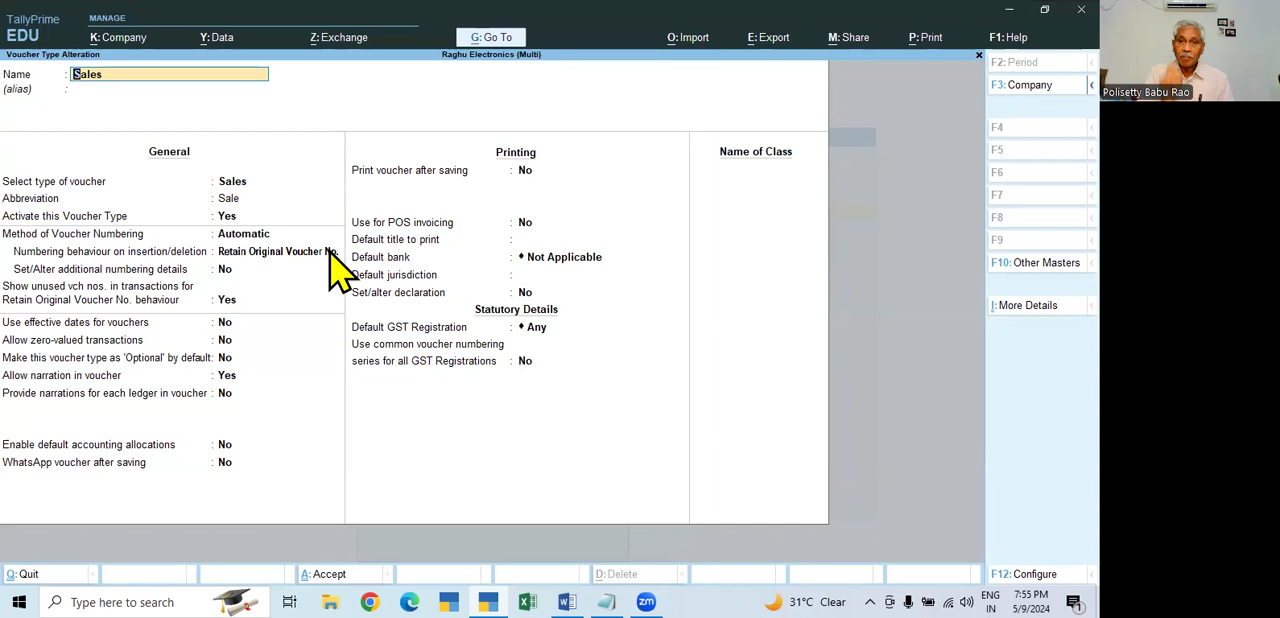 TallyPrime
EDU
MANAGE
K: Company
Y: Data
Z: Exchange
G: Go To
O: Import
E: Export
M: Share
P: Print
F1: Help
Voucher Type Alteration
Raghu Electronics (Multi)
Name : Sales
(alias) :
General
Select type of voucher : Sales
Abbreviation : Sale
Activate this Voucher Type : Yes
Method of Voucher Numbering : Automatic
Numbering behaviour on insertion/deletion : Retain Original Voucher No.
Set/Alter additional numbering details : No
Show unused vch nos. in transactions for
Retain Original Voucher No. behaviour : Yes
Use effective dates for vouchers : No
Allow zero-valued transactions : No
Make this voucher type as 'Optional' by default : No
Allow narration in voucher : Yes
Provide narrations for each ledger in voucher : No
Enable default accounting allocations : No
WhatsApp voucher after saving : No
Printing
Print voucher after saving : No
Use for POS invoicing : No
Default title to print :
Default bank : ♦ Not Applicable
Default jurisdiction :
Set/alter declaration : No
Statutory Details
Default GST Registration : ♦ Any
Use common voucher numbering
series for all GST Registrations : No
Name of Class
F2: Period
F3: Company
F4
F5
F6
F7
F8
F9
F10: Other Masters
I: More Details
F12: Configure
Polisetty Babu Rao
Q: Quit
A: Accept
D: Delete
Type here to search
zm
31°C Clear
ENG
IN
7:55 PM
5/9/2024
1